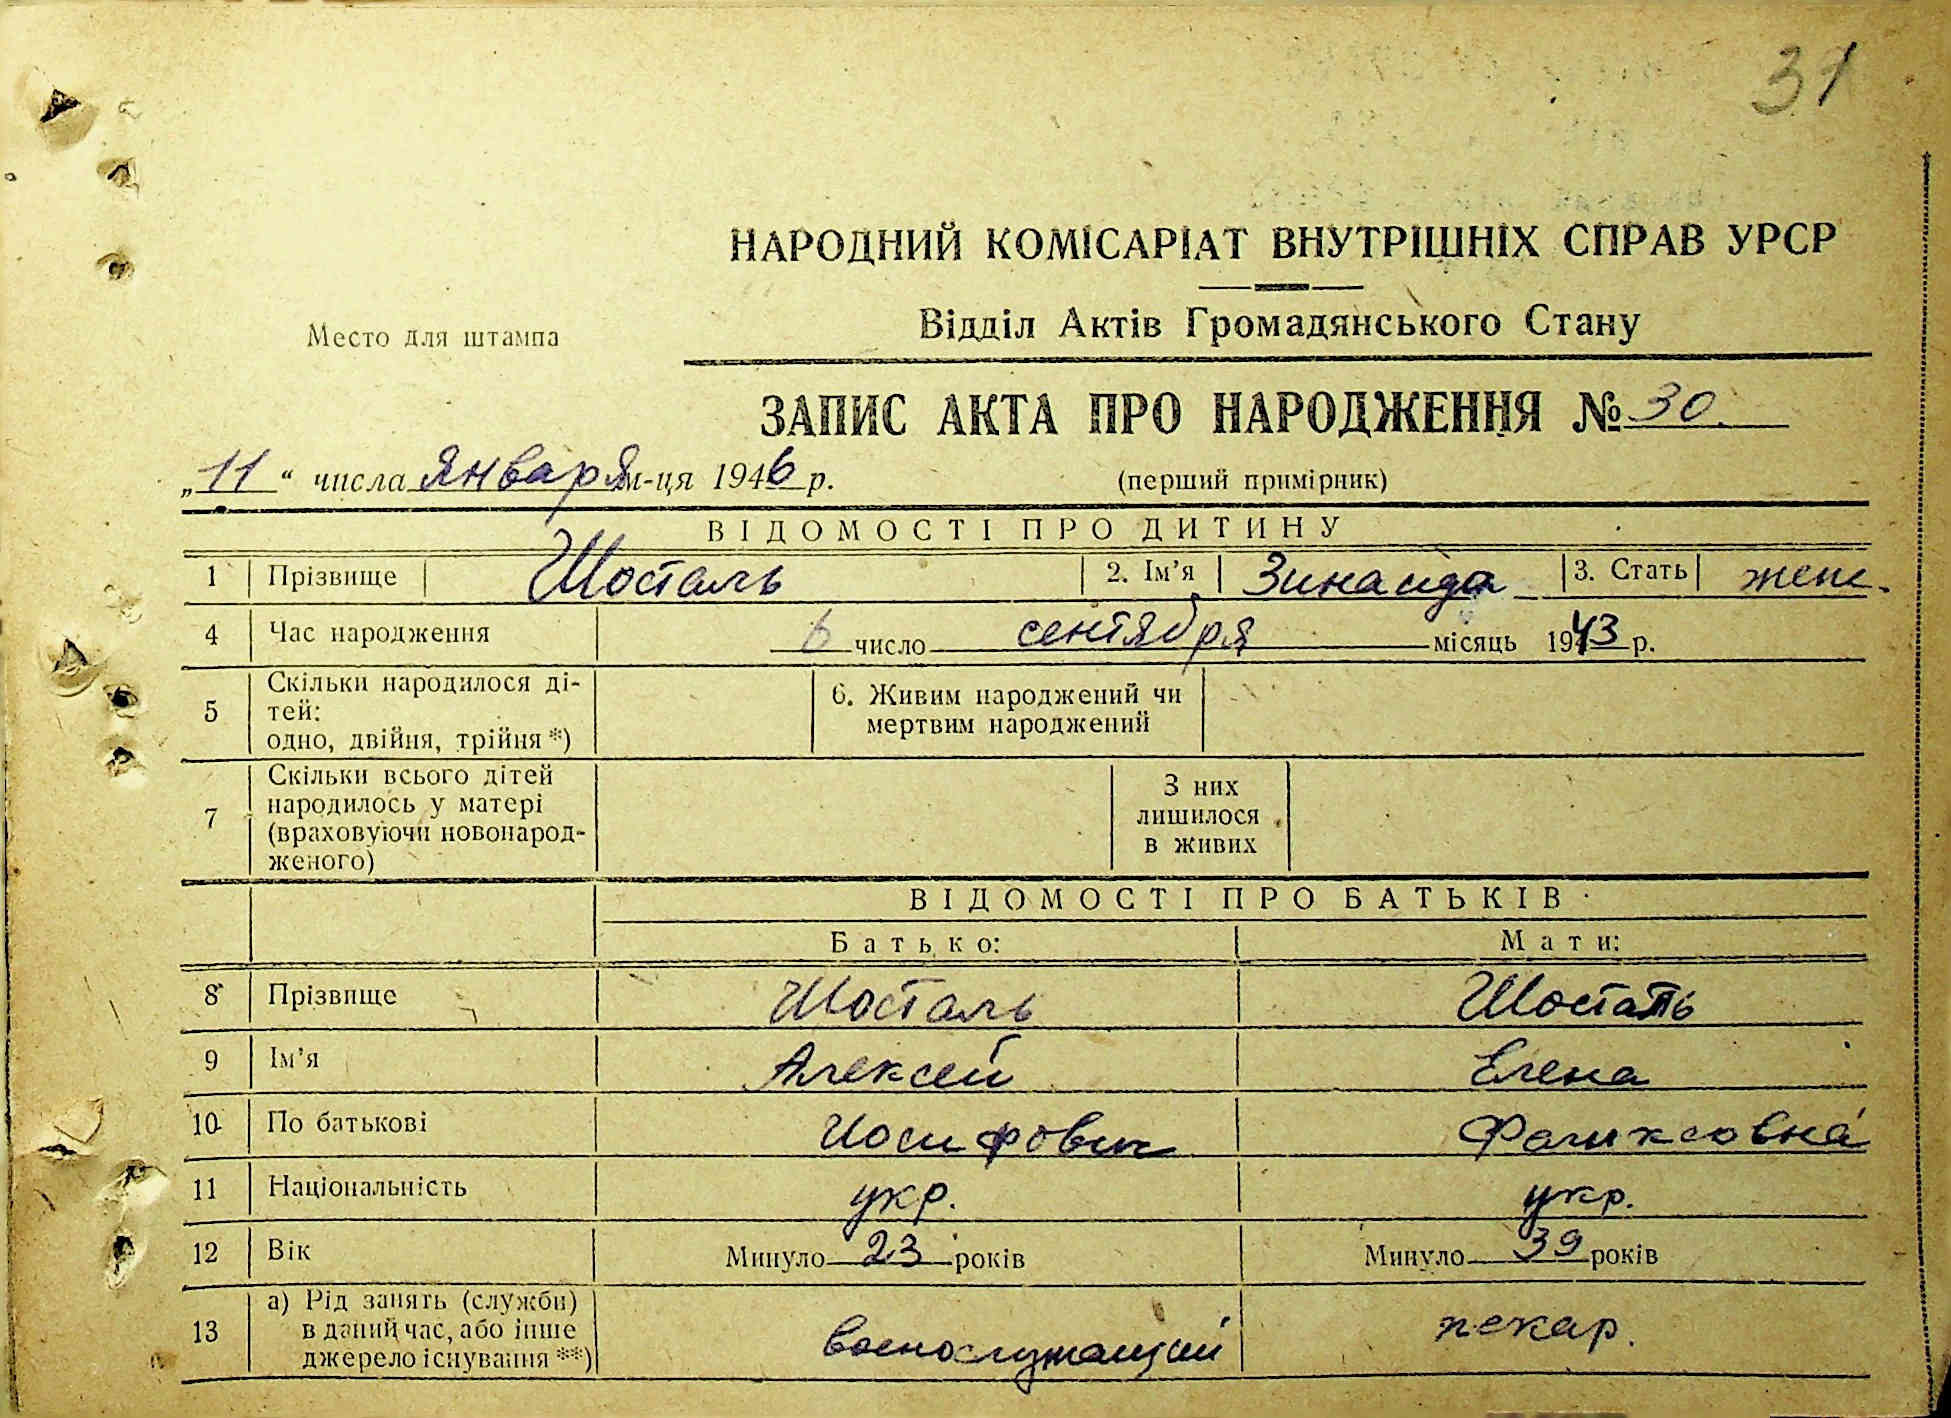 31
НАРОДНИЙ КОМІСАРІАТ ВНУТРІШНІХ СПРАВ УРСР
Место для штампа
Відділ Актів Громадянського Стану
ЗАПИС АКТА ПРО НАРОДЖЕННЯ № 30.
„11“ числа января м-ця 1946 р.
(перший примірник)
ВІДОМОСТІ ПРО ДИТИНУ
1 Прізвище Шосталь 2. Ім’я Зинаида 3. Стать жен.
4 Час народження 6 число сентября місяць 1943 р.
5 Скільки народилося ді-
тей:
одно, двійня, трійня *)
6. Живим народжений чи
мертвим народжений
7 Скільки всього дітей
народилось у матері
(враховуючи новонарод-
женого)
З них
лишилося
в живих
ВІДОМОСТІ ПРО БАТЬКІВ
Батько: Мати:
8 Прізвище Шосталь Шосталь
9 Ім’я Алексей Елена
10 По батькові Иосифович Феликсовна
11 Національність укр. укр.
12 Вік Минуло 23 років Минуло 39 років
13 а) Рід занять (служби)
в даний час, або інше
джерело існування **)
военнослужащий пекар.